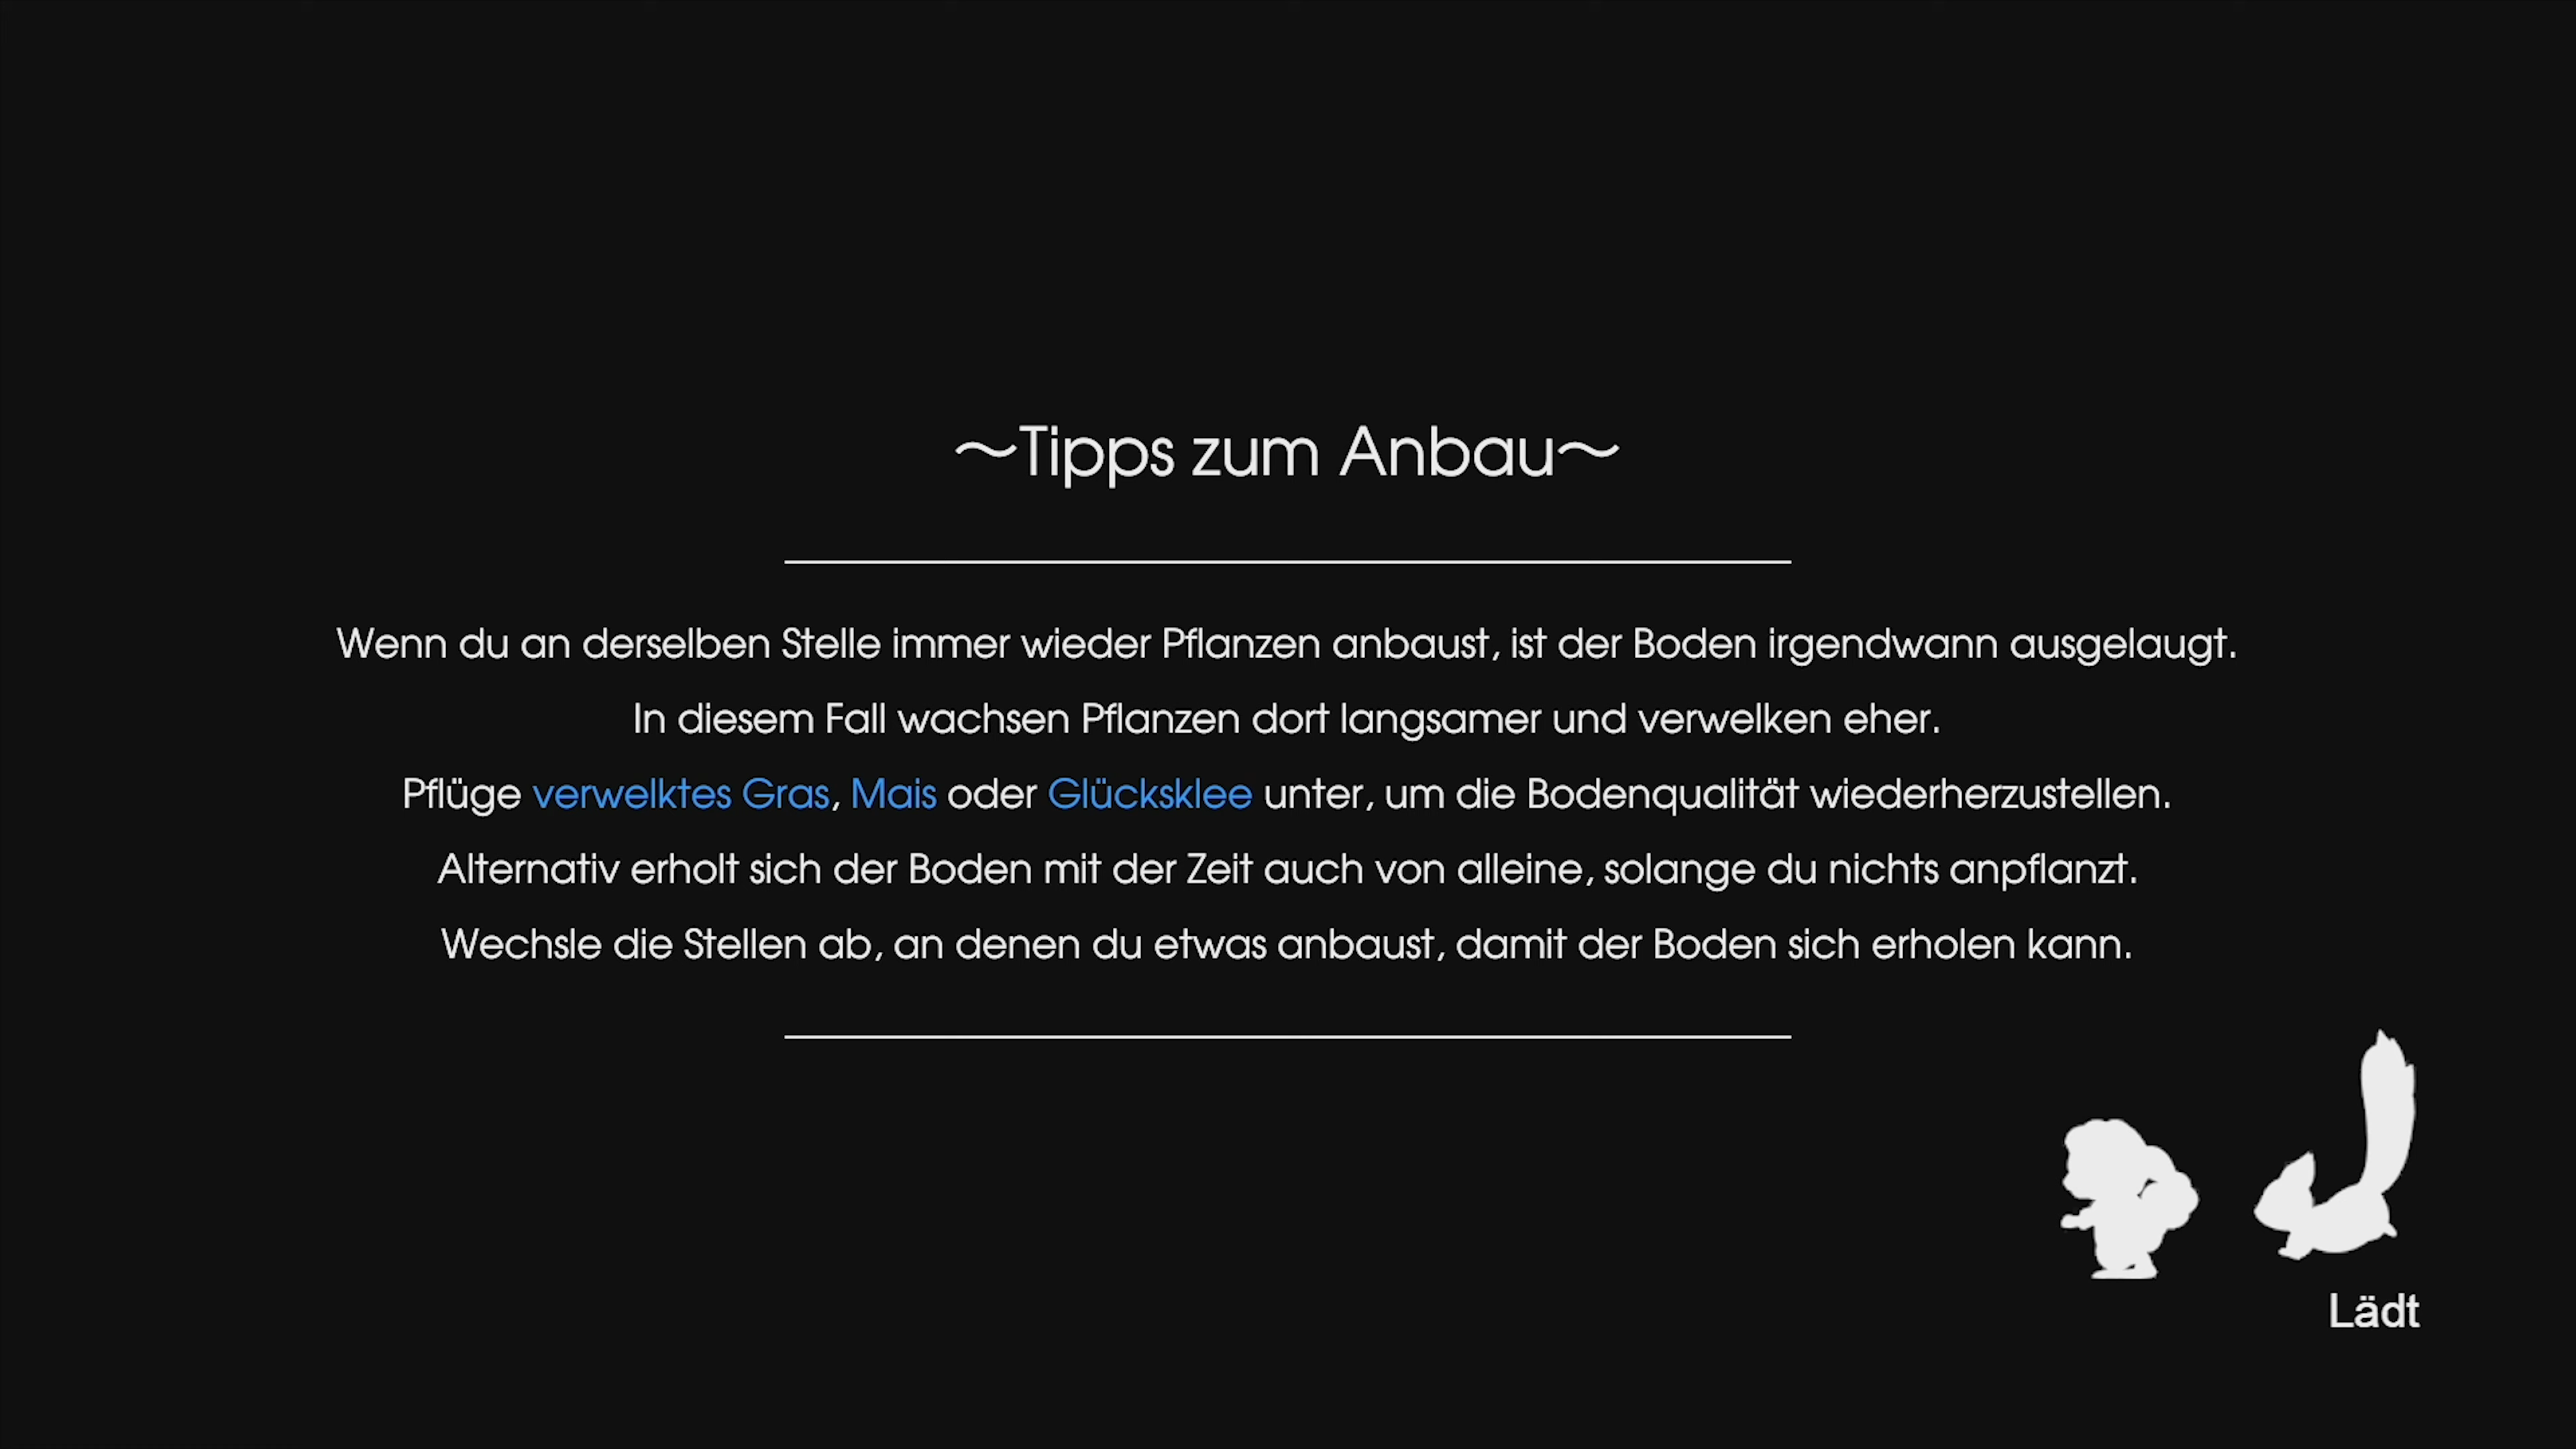 ～Tipps zum Anbau～
Wenn du an derselben Stelle immer wieder Pflanzen anbaust, ist der Boden irgendwann ausgelaugt.
In diesem Fall wachsen Pflanzen dort langsamer und verwelken eher.
Pflüge verwelktes Gras, Mais oder Glücksklee unter, um die Bodenqualität wiederherzustellen.
Alternativ erholt sich der Boden mit der Zeit auch von alleine, solange du nichts anpflanzt.
Wechsle die Stellen ab, an denen du etwas anbaust, damit der Boden sich erholen kann.
Lädt